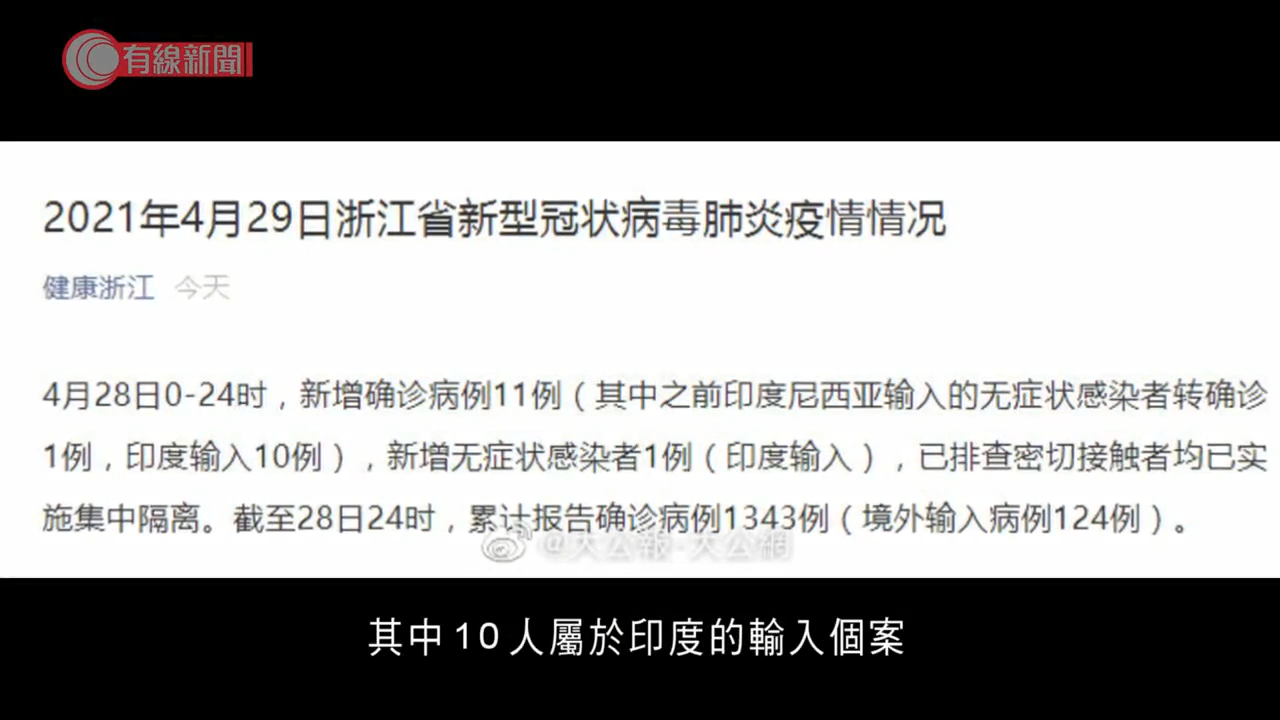 有線新聞
2021年4月29日浙江省新型冠状病毒肺炎疫情情况
健康浙江 今天
4月28日0-24时，新增确诊病例11例（其中之前印度尼西亚输入的无症状感染者转确诊
1例，印度输入10例），新增无症状感染者1例（印度输入），已排查密切接触者均已实
施集中隔离。截至28日24时，累计报告确诊病例1343例（境外输入病例124例）。
@大公報-大公網
其中10人屬於印度的輸入個案